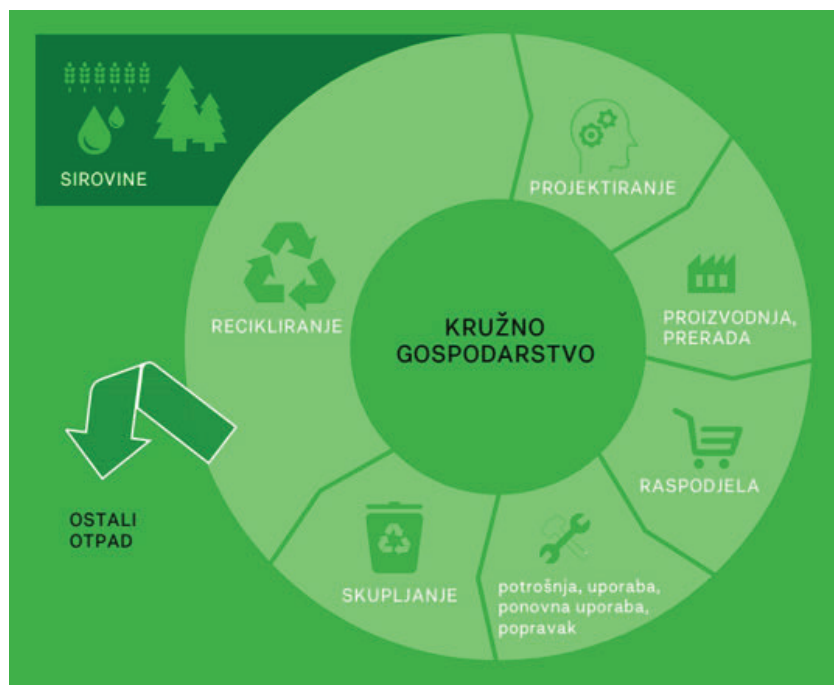 SIROVINE
PROJEKTIRANJE
PROIZVODNJA,
PRERADA
RASPODJELA
potrošnja, uporaba,
ponovna uporaba,
popravak
SKUPLJANJE
RECIKLIRANJE
KRUŽNO
GOSPODARSTVO
OSTALI
OTPAD